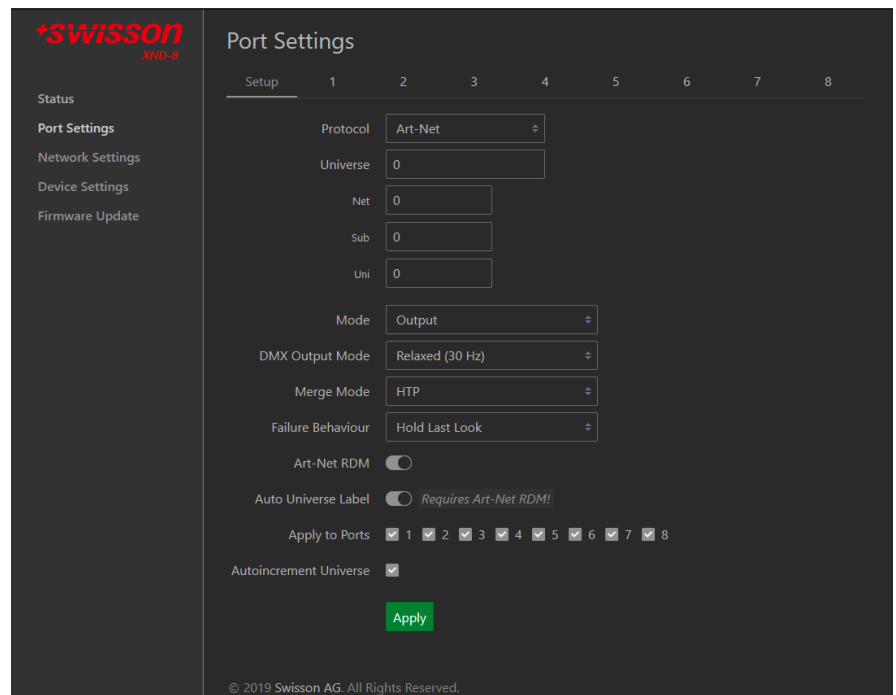 +swisson
XND-8
Status
Port Settings
Network Settings
Device Settings
Firmware Update
Port Settings
Setup 1 2 3 4 5 6 7 8
Protocol Art-Net
Universe 0
Net 0
Sub 0
Uni 0
Mode Output
DMX Output Mode Relaxed (30 Hz)
Merge Mode HTP
Failure Behaviour Hold Last Look
Art-Net RDM
Auto Universe Label Requires Art-Net RDM!
Apply to Ports 1 2 3 4 5 6 7 8
Autoincrement Universe
Apply
© 2019 Swisson AG. All Rights Reserved.